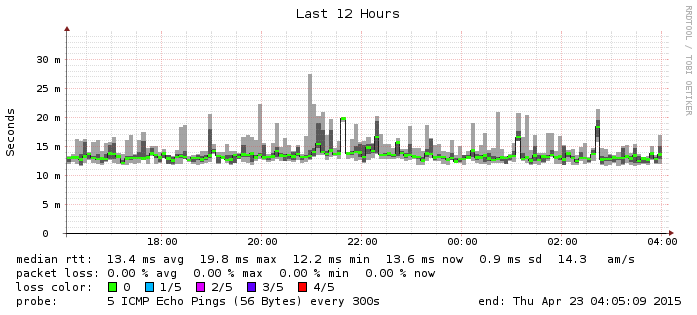 Last 12 Hours
RRDTOOL / TOBI OETIKER
Seconds
30 m
25 m
20 m
15 m
10 m
5 m
0
18:00 20:00 22:00 00:00 02:00 04:00
median rtt: 13.4 ms avg 19.8 ms max 12.2 ms min 13.6 ms now 0.9 ms sd 14.3 am/s
packet loss: 0.00 % avg 0.00 % max 0.00 % min 0.00 % now
loss color: 0 1/5 2/5 3/5 4/5
probe: 5 ICMP Echo Pings (56 Bytes) every 300s end: Thu Apr 23 04:05:09 2015